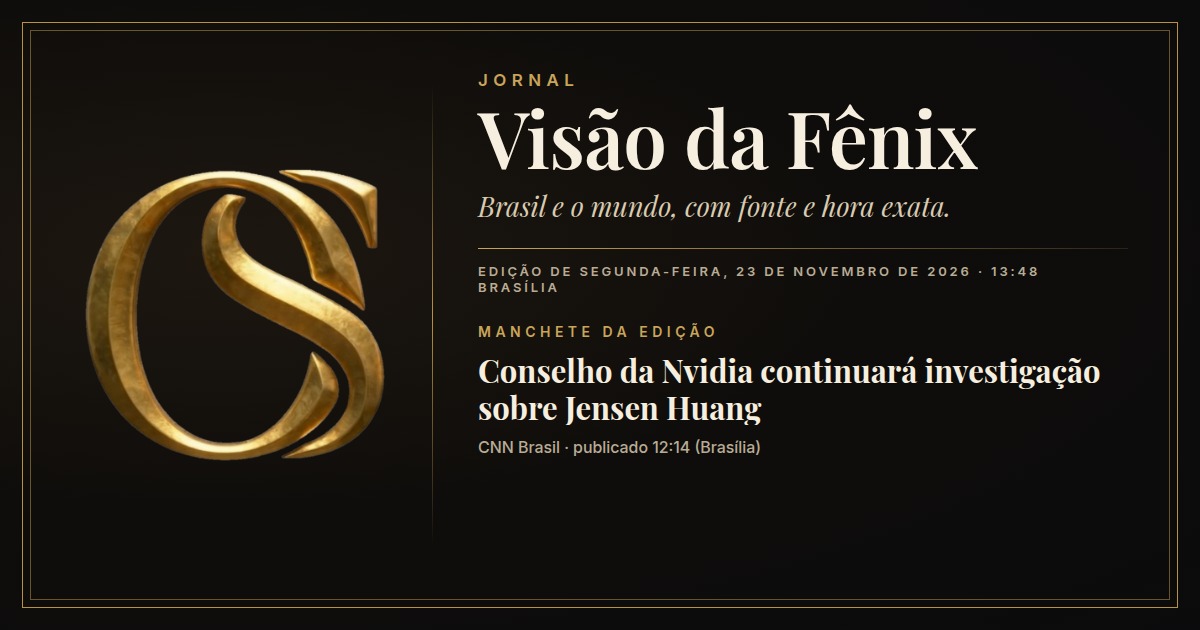 JORNAL
Visão da Fênix
Brasil e o mundo, com fonte e hora exata.
EDIÇÃO DE SEGUNDA-FEIRA, 23 DE NOVEMBRO DE 2026 · 13:48
BRASÍLIA
MANCHETE DA EDIÇÃO
Conselho da Nvidia continuará investigação
sobre Jensen Huang
CNN Brasil · publicado 12:14 (Brasília)